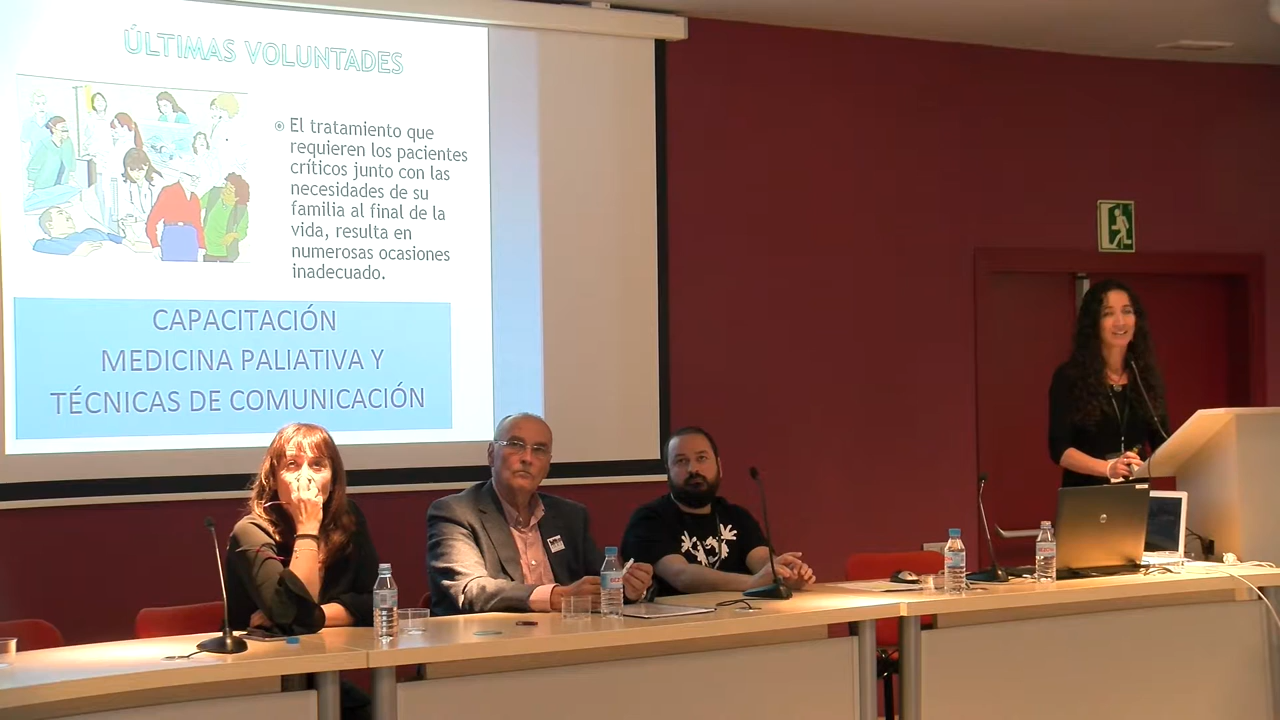 ÚLTIMAS VOLUNTADES
El tratamiento que
requieren los pacientes
críticos junto con las
necesidades de su
familia al final de la
vida, resulta en
numerosas ocasiones
inadecuado.
CAPACITACIÓN
MEDICINA PALIATIVA Y
TÉCNICAS DE COMUNICACIÓN